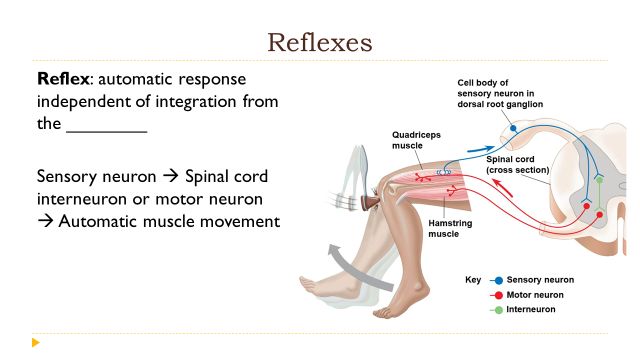 Reflexes
Reflex: automatic response
independent of integration from
the ________
Sensory neuron → Spinal cord
interneuron or motor neuron
→ Automatic muscle movement
Cell body of
sensory neuron in
dorsal root ganglion
Quadriceps
muscle
Spinal cord
(cross section)
Hamstring
muscle
Key
Sensory neuron
Motor neuron
Interneuron